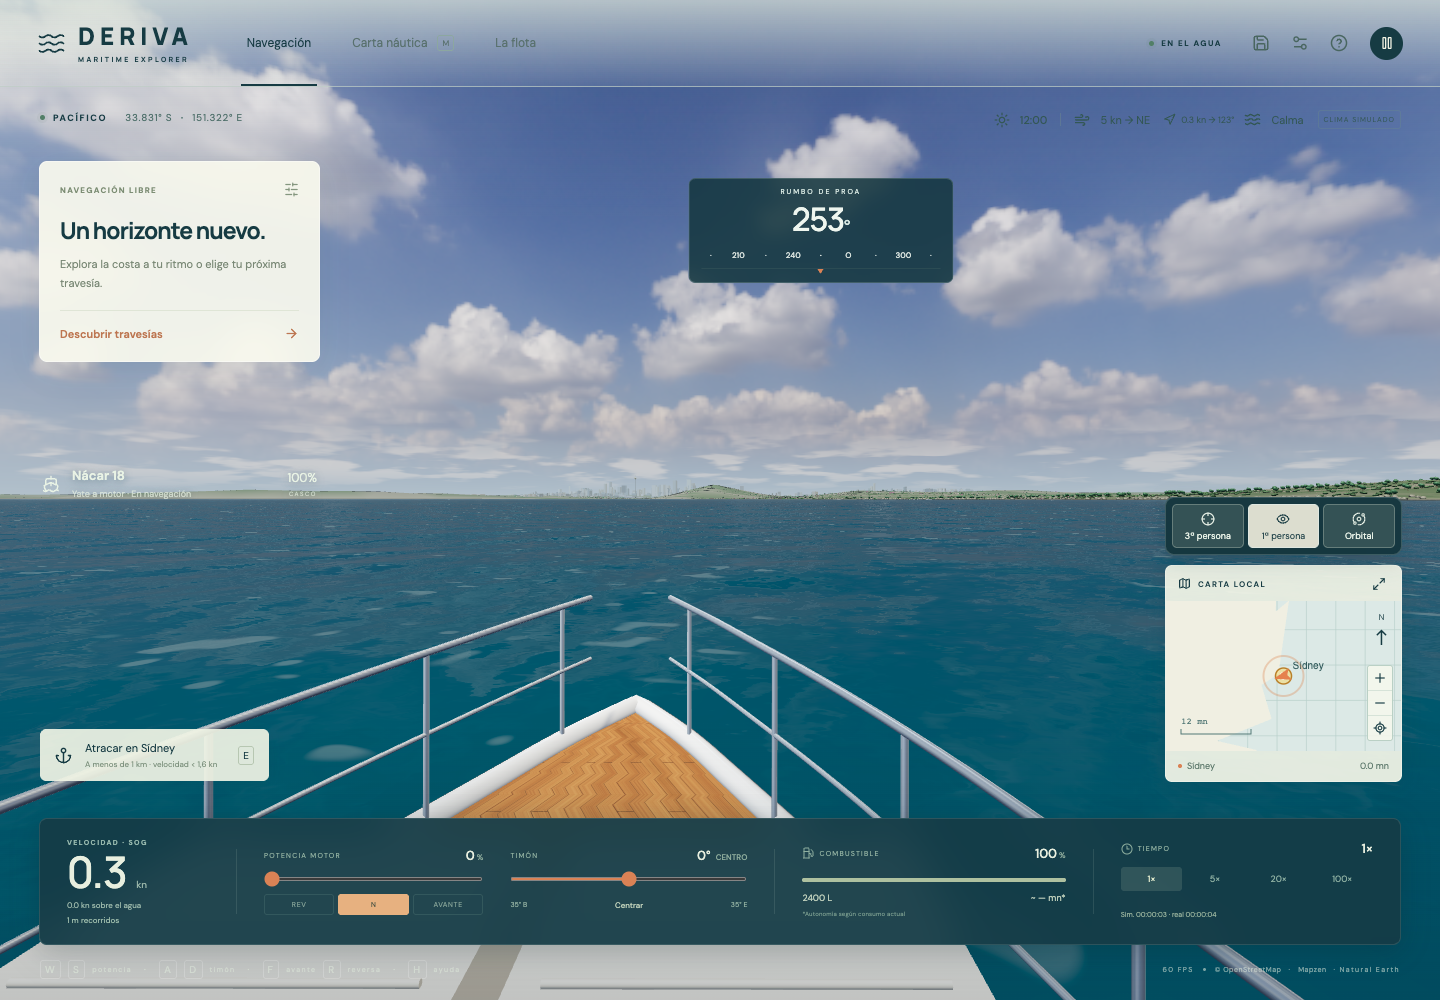 DERIVA
MARITIME EXPLORER
Navegación
Carta náutica M
La flota
EN EL AGUA
PACÍFICO 33.831° S · 151.322° E
12:00
5 kn → NE
0.3 kn → 123°
Calma
CLIMA SIMULADO
NAVEGACIÓN LIBRE
Un horizonte nuevo.
Explora la costa a tu ritmo o elige tu próxima
travesía.
Descubrir travesías →
RUMBO DE PROA
253°
· 210 · 240 · O · 300 ·
Nácar 18
Yate a motor · En navegación
100%
CASCO
3ª persona
1ª persona
Orbital
CARTA LOCAL
N
Sídney
12 mn
Sídney 0.0 mn
Atracar en Sídney
A menos de 1 km · velocidad < 1,6 kn
E
VELOCIDAD · SOG
0.3 kn
0.0 kn sobre el agua
1 m recorridos
POTENCIA MOTOR 0 %
REV N AVANTE
TIMÓN 0° CENTRO
35° B Centrar 35° E
COMBUSTIBLE 100 %
2400 L ~ — mn*
*Autonomía según consumo actual
TIEMPO 1×
1× 5× 20× 100×
Sim. 00:00:03 · real 00:00:04
W S potencia · A D timón · F avante R reversa · H ayuda
60 FPS • © OpenStreetMap · Mapzen · Natural Earth